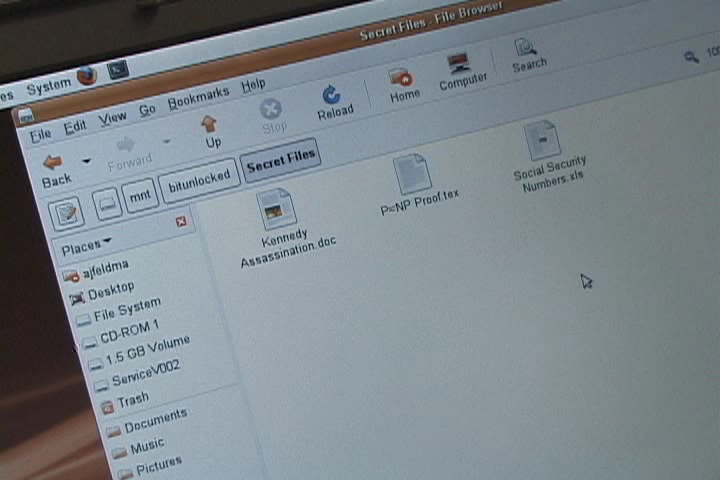 Secret Files - File Browser
es System
File Edit View Go Bookmarks Help
Back Forward Up Stop Reload Home Computer Search
mnt bitunlocked Secret Files
100
Places
ajfeldma
Desktop
File System
CD-ROM 1
1.5 GB Volume
ServiceV002
Trash
Documents
Music
Pictures
Kennedy
Assassination.doc
P=NP Proof.tex
Social Security
Numbers.xls